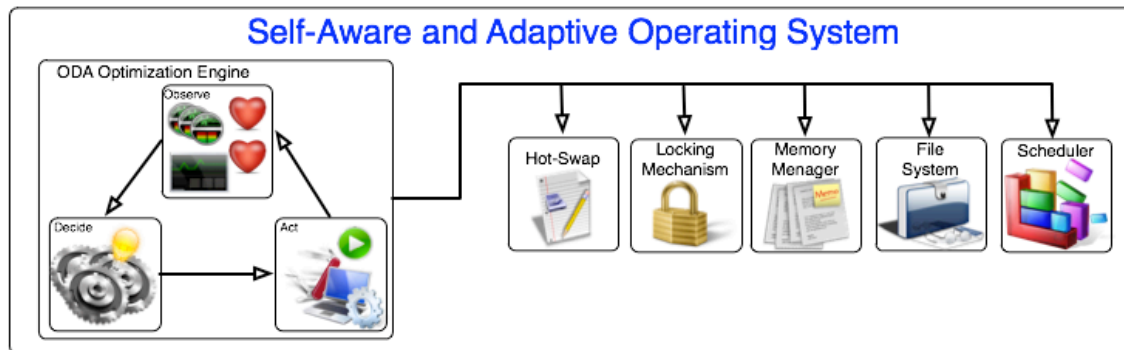 Self-Aware and Adaptive Operating System
ODA Optimization Engine
Observe
Decide
Act
Hot-Swap
Locking
Mechanism
Memory
Menager
File
System
Scheduler
Memo